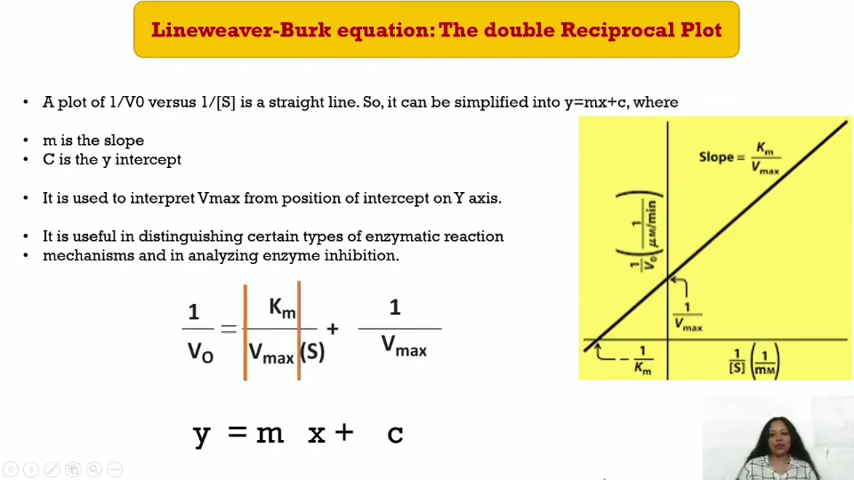 Lineweaver-Burk equation: The double Reciprocal Plot
• A plot of 1/V0 versus 1/[S] is a straight line. So, it can be simplified into y=mx+c, where
• m is the slope
• C is the y intercept
• It is used to interpret Vmax from position of intercept on Y axis.
• It is useful in distinguishing certain types of enzymatic reaction
• mechanisms and in analyzing enzyme inhibition.
1/VO = Km/Vmax (S) + 1/Vmax
y = m x + c
Slope = Km/Vmax
1/V0 (1/μM/min)
1/Vmax
-1/Km
1/[S] (1/mM)